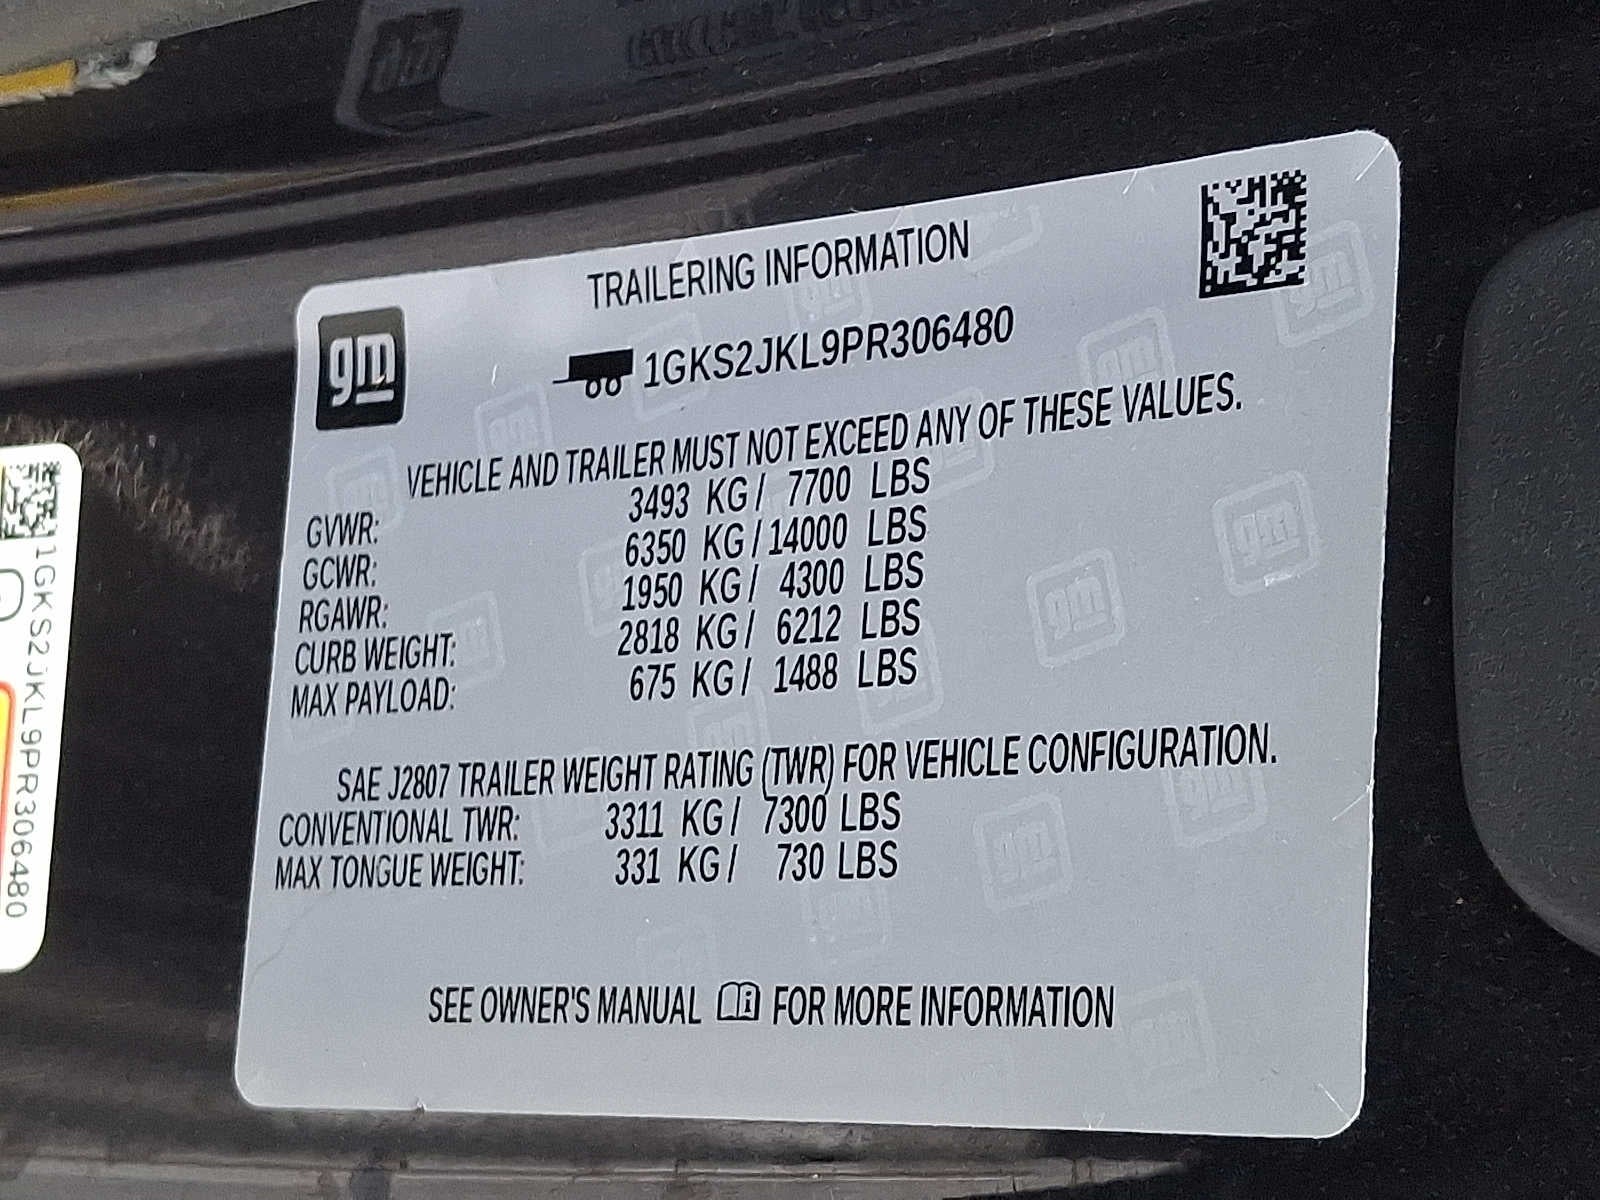 TRAILERING INFORMATION
gm
1GKS2JKL9PR306480
VEHICLE AND TRAILER MUST NOT EXCEED ANY OF THESE VALUES.
GVWR: 3493 KG/ 7700 LBS
GCWR: 6350 KG/14000 LBS
RGAWR: 1950 KG/ 4300 LBS
CURB WEIGHT: 2818 KG/ 6212 LBS
MAX PAYLOAD: 675 KG/ 1488 LBS
SAE J2807 TRAILER WEIGHT RATING (TWR) FOR VEHICLE CONFIGURATION.
CONVENTIONAL TWR: 3311 KG/ 7300 LBS
MAX TONGUE WEIGHT: 331 KG/ 730 LBS
SEE OWNER'S MANUAL FOR MORE INFORMATION
1GKS2JKL9PR306480